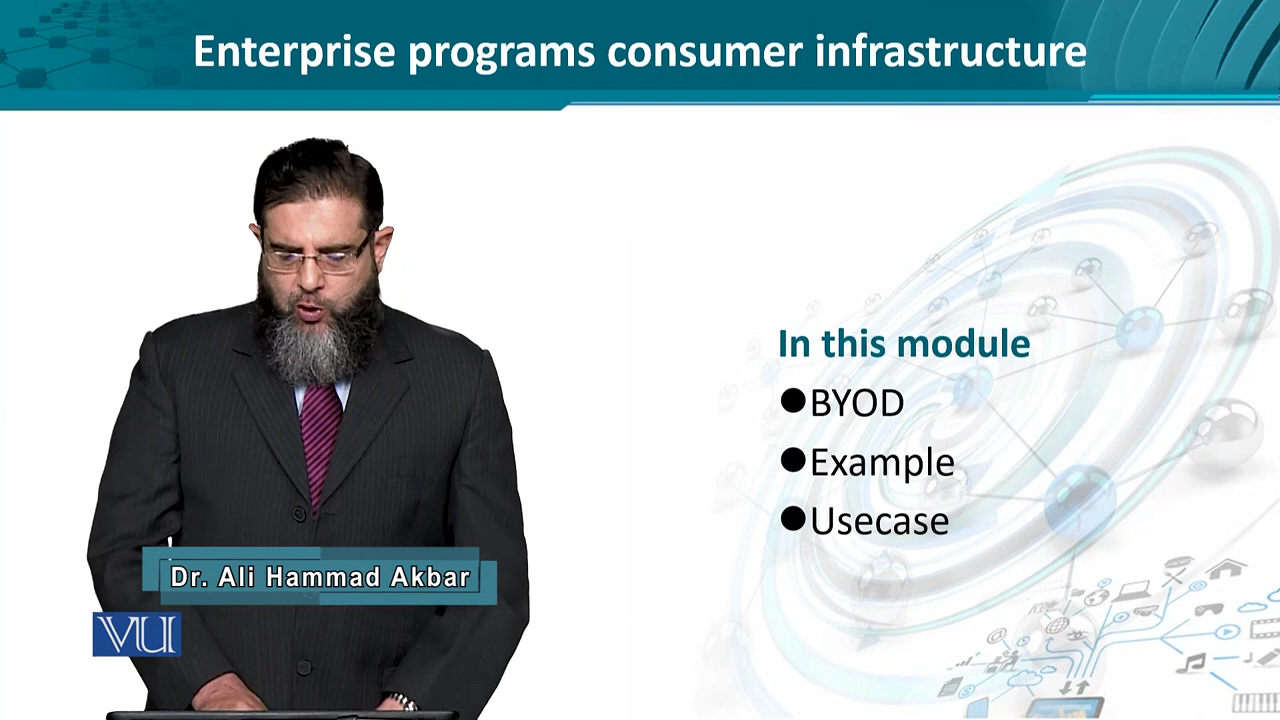 Enterprise programs consumer infrastructure
In this module
●BYOD
●Example
●Usecase
Dr. Ali Hammad Akbar
VU